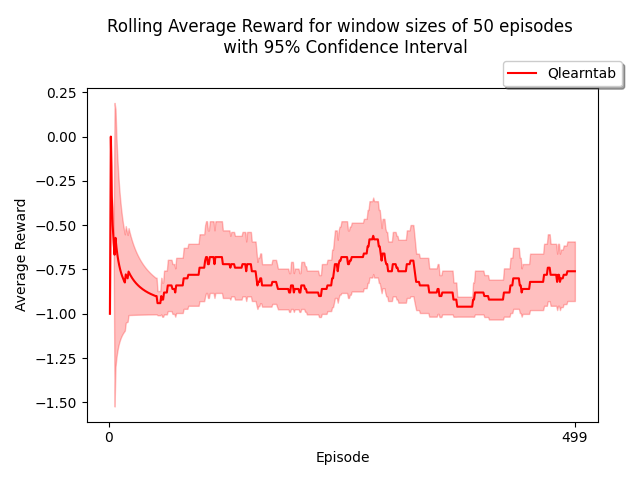 Rolling Average Reward for window sizes of 50 episodes
with 95% Confidence Interval
Qlearntab
0.25
0.00
−0.25
−0.50
−0.75
−1.00
−1.25
−1.50
Average Reward
0
499
Episode